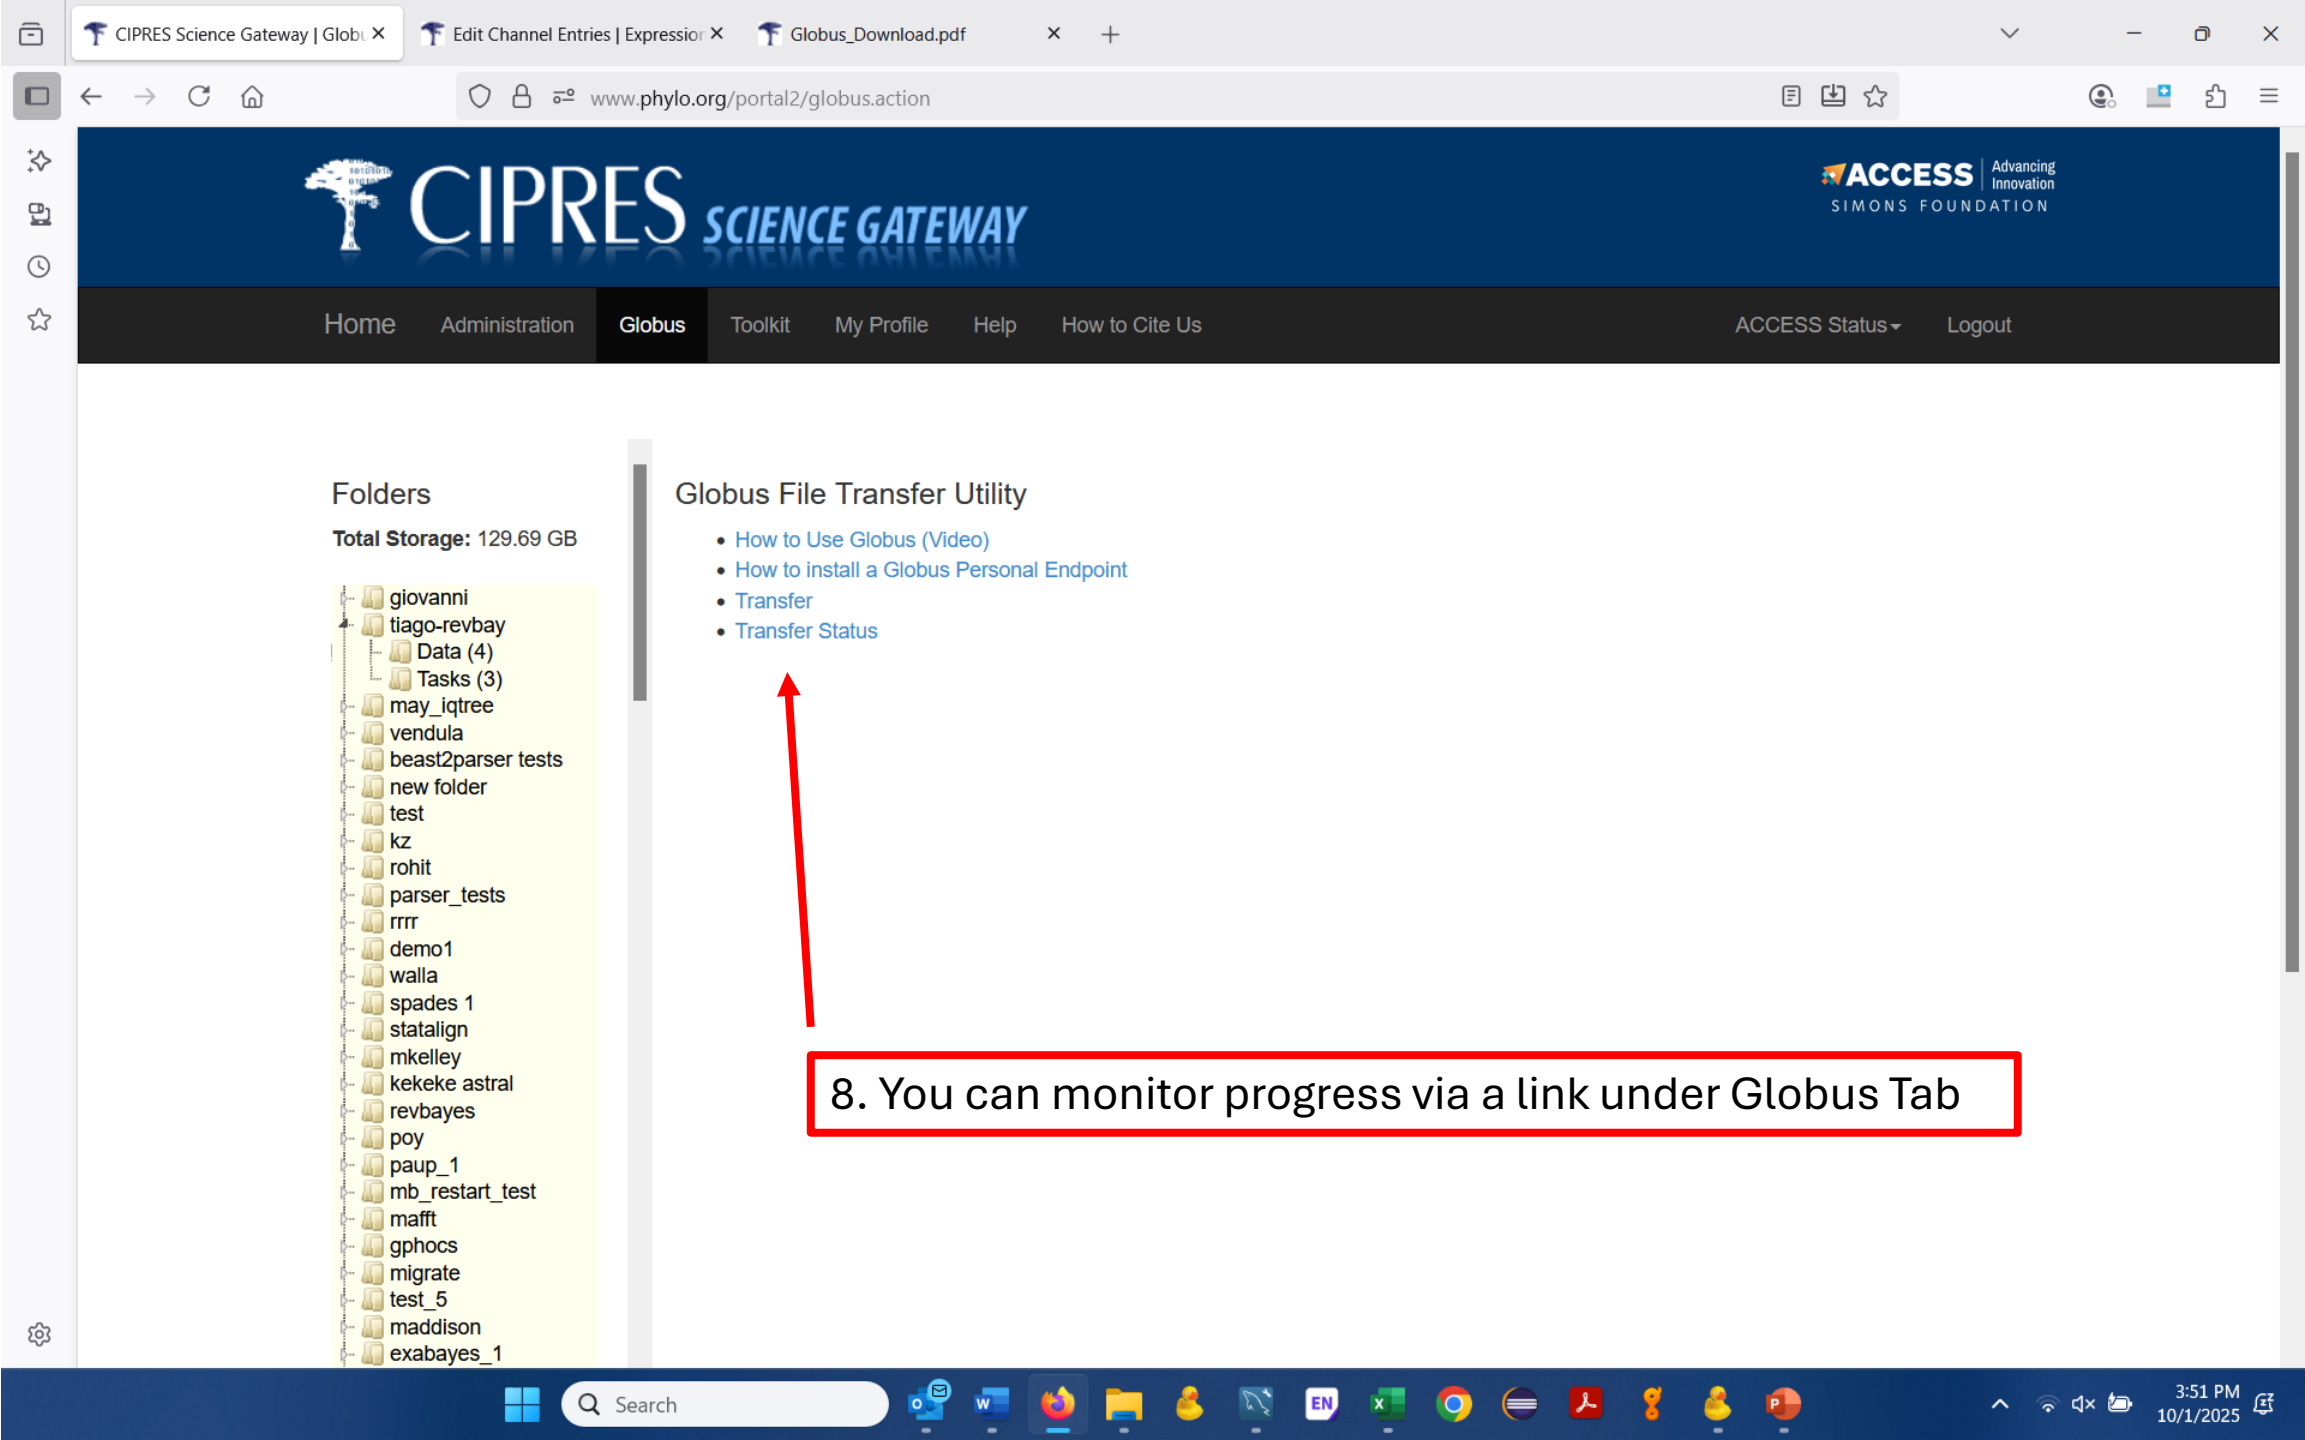 CIPRES Science Gateway | Glob
Edit Channel Entries | Expression
Globus_Download.pdf
www.phylo.org/portal2/globus.action
CIPRES SCIENCE GATEWAY
ACCESS Advancing Innovation
SIMONS FOUNDATION
Home Administration Globus Toolkit My Profile Help How to Cite Us ACCESS Status Logout
Folders
Total Storage: 129.69 GB
giovanni
tiago-revbay
Data (4)
Tasks (3)
may_iqtree
vendula
beast2parser tests
new folder
test
kz
rohit
parser_tests
rrrr
demo1
walla
spades 1
statalign
mkelley
kekeke astral
revbayes
poy
paup_1
mb_restart_test
mafft
gphocs
migrate
test_5
maddison
exabayes_1
Globus File Transfer Utility
How to Use Globus (Video)
How to install a Globus Personal Endpoint
Transfer
Transfer Status
8. You can monitor progress via a link under Globus Tab
Search
EN
3:51 PM
10/1/2025